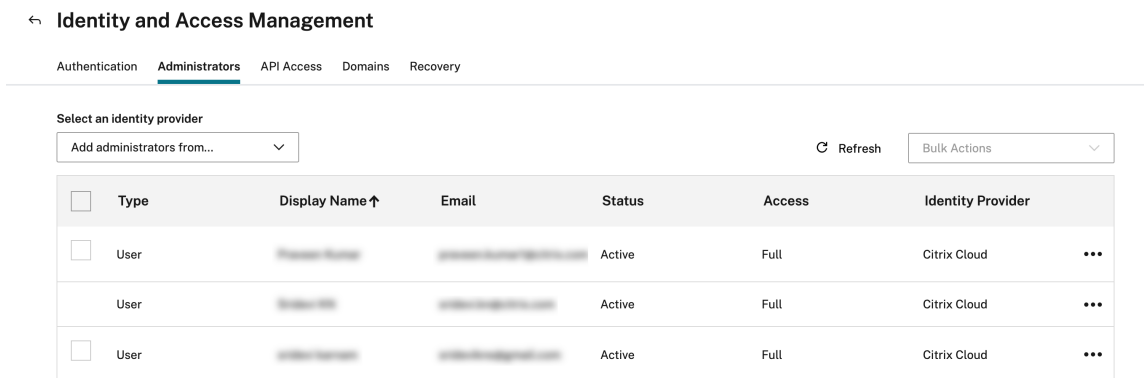 Identity and Access Management
Authentication Administrators API Access Domains Recovery
Select an identity provider
Add administrators from...
Refresh Bulk Actions
Type Display Name Email Status Access Identity Provider
User Active Full Citrix Cloud
User Active Full Citrix Cloud
User Active Full Citrix Cloud